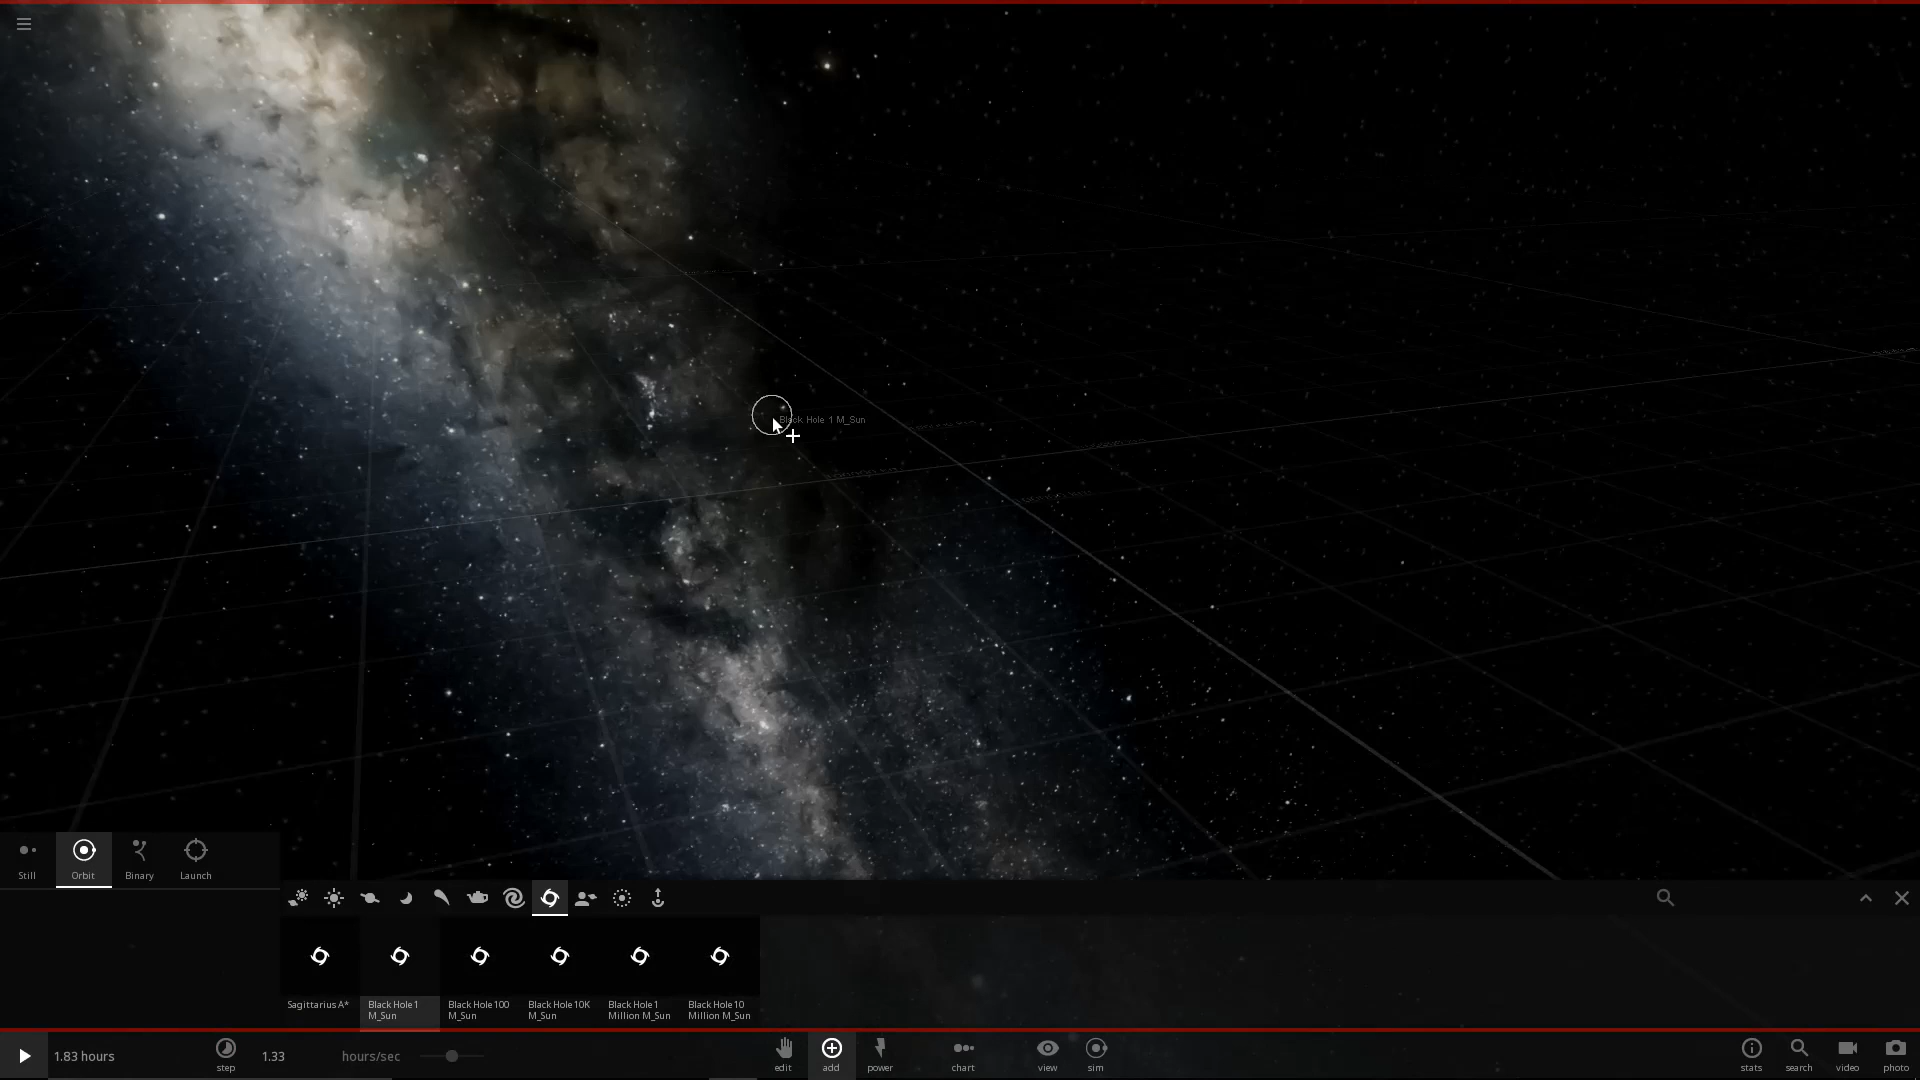 Black Hole 1 M_Sun
Still
Orbit
Binary
Launch
Sagittarius A*
Black Hole 1
M_Sun
Black Hole 100
M_Sun
Black Hole 10K
M_Sun
Black Hole 1
Million M_Sun
Black Hole 10
Million M_Sun
1.83 hours
step
1.33
hours/sec
edit
add
power
chart
view
sim
stats
search
video
photo